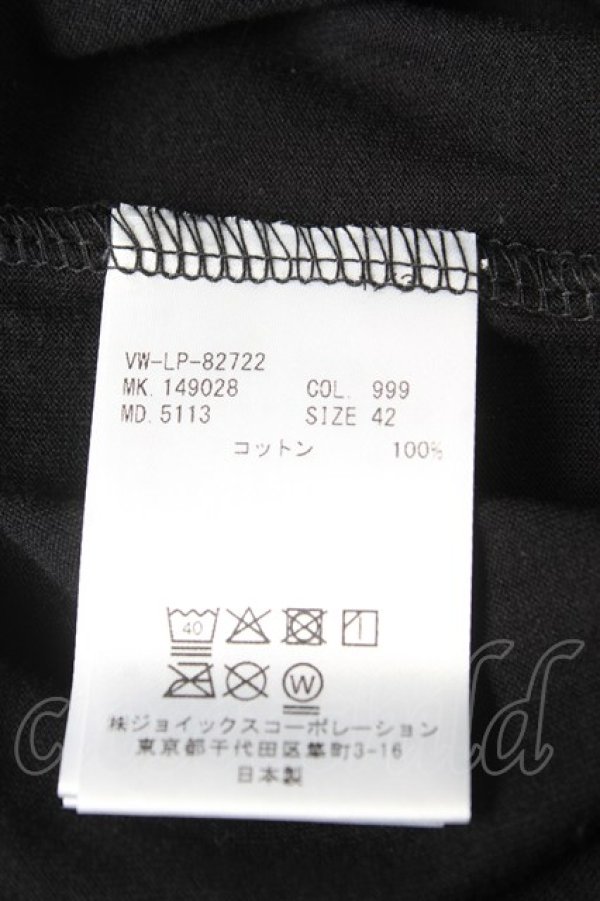 VW-LP-82722
MK. 149028 COL. 999
MD. 5113 SIZE 42
コットン 100%
40
W
㈱ジョイックスコーポレーション
東京都千代田区麹町3-16
日本製